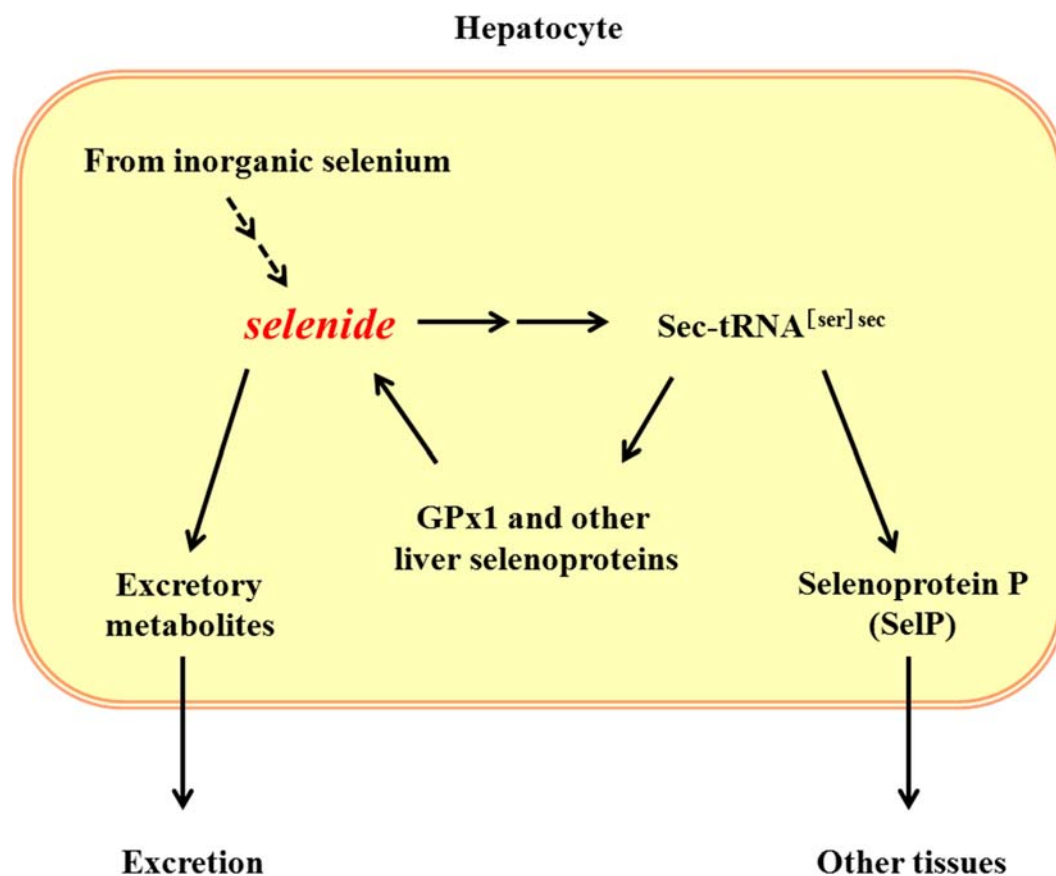 Hepatocyte
From inorganic selenium
selenide
Sec-tRNA[ser] sec
GPx1 and other
liver selenoproteins
Excretory
metabolites
Selenoprotein P
(SelP)
Excretion
Other tissues